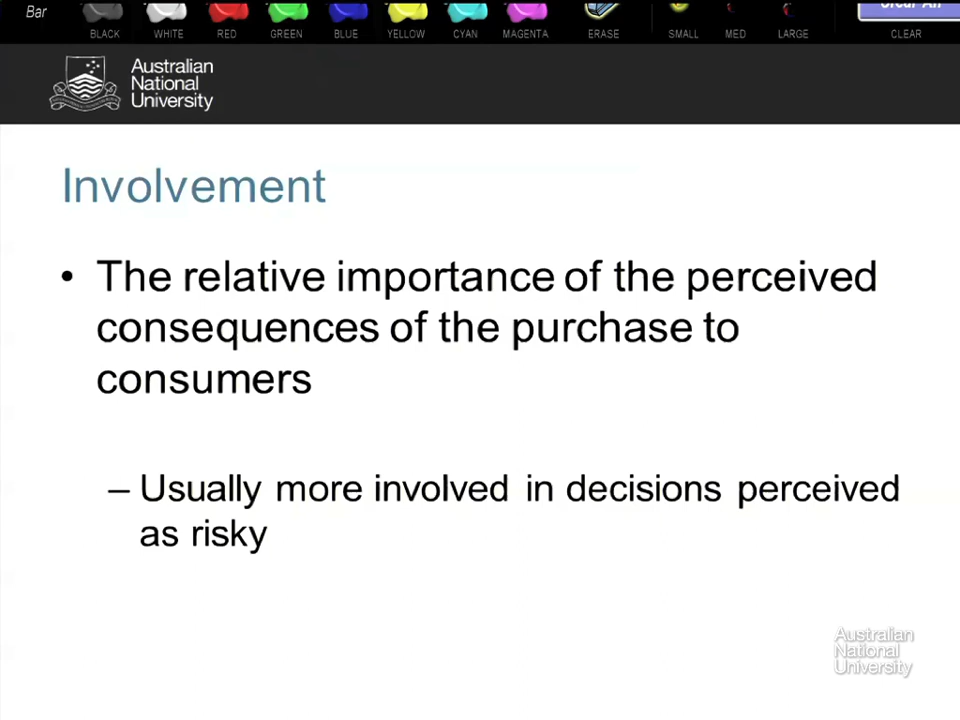 Bar
BLACK WHITE RED GREEN BLUE YELLOW CYAN MAGENTA ERASE SMALL MED LARGE CLEAR
Australian
National
University
Involvement
• The relative importance of the perceived
consequences of the purchase to
consumers
– Usually more involved in decisions perceived
as risky
Australian
National
University